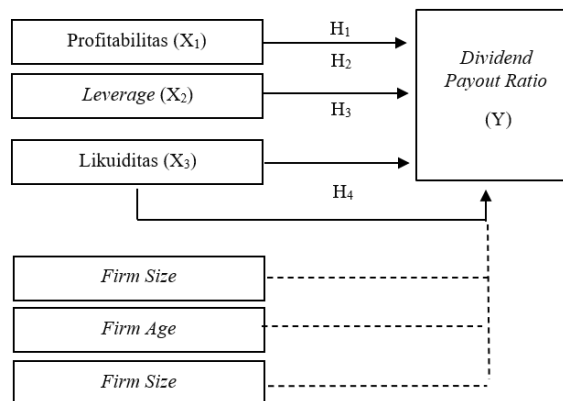 Profitabilitas (X₁)
H₁
H₂
Dividend
Payout Ratio
(Y)
Leverage (X₂)
H₃
Likuiditas (X₃)
H₄
Firm Size
Firm Age
Firm Size